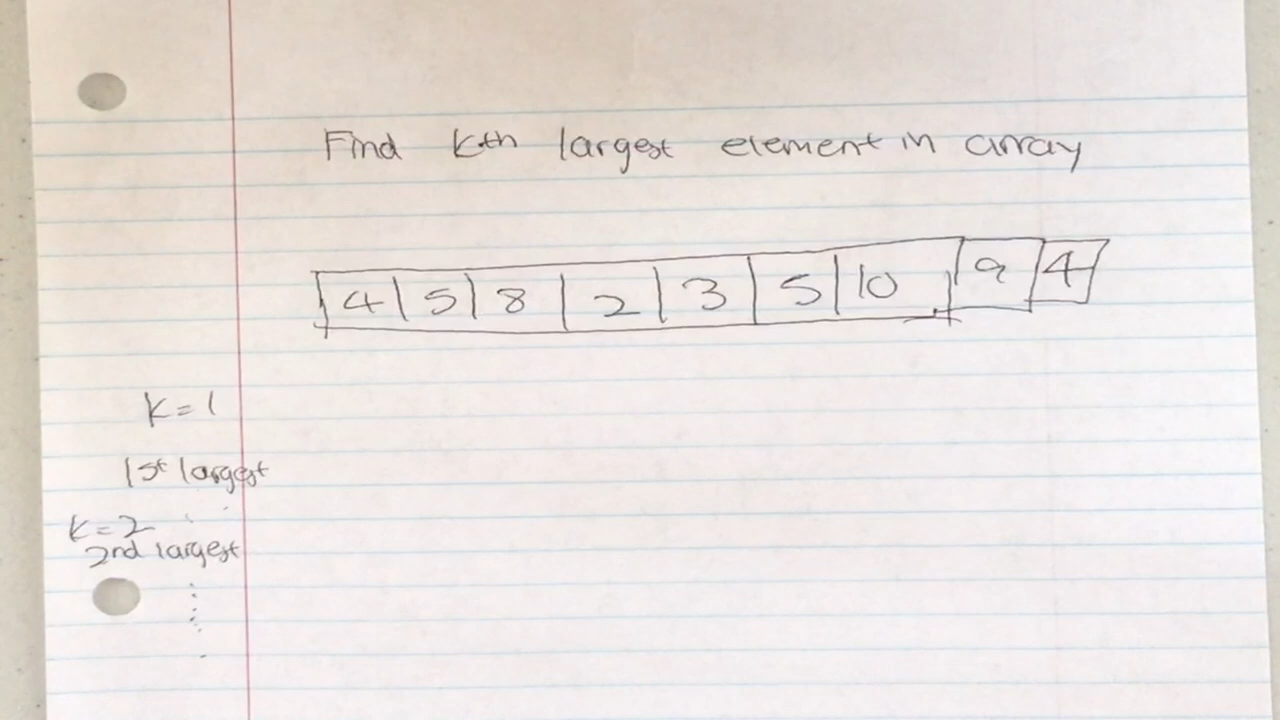 Find kth largest element in array
4 5 8 2 3 5 10 9 4
K=1
1st largest
K=2
2nd largest